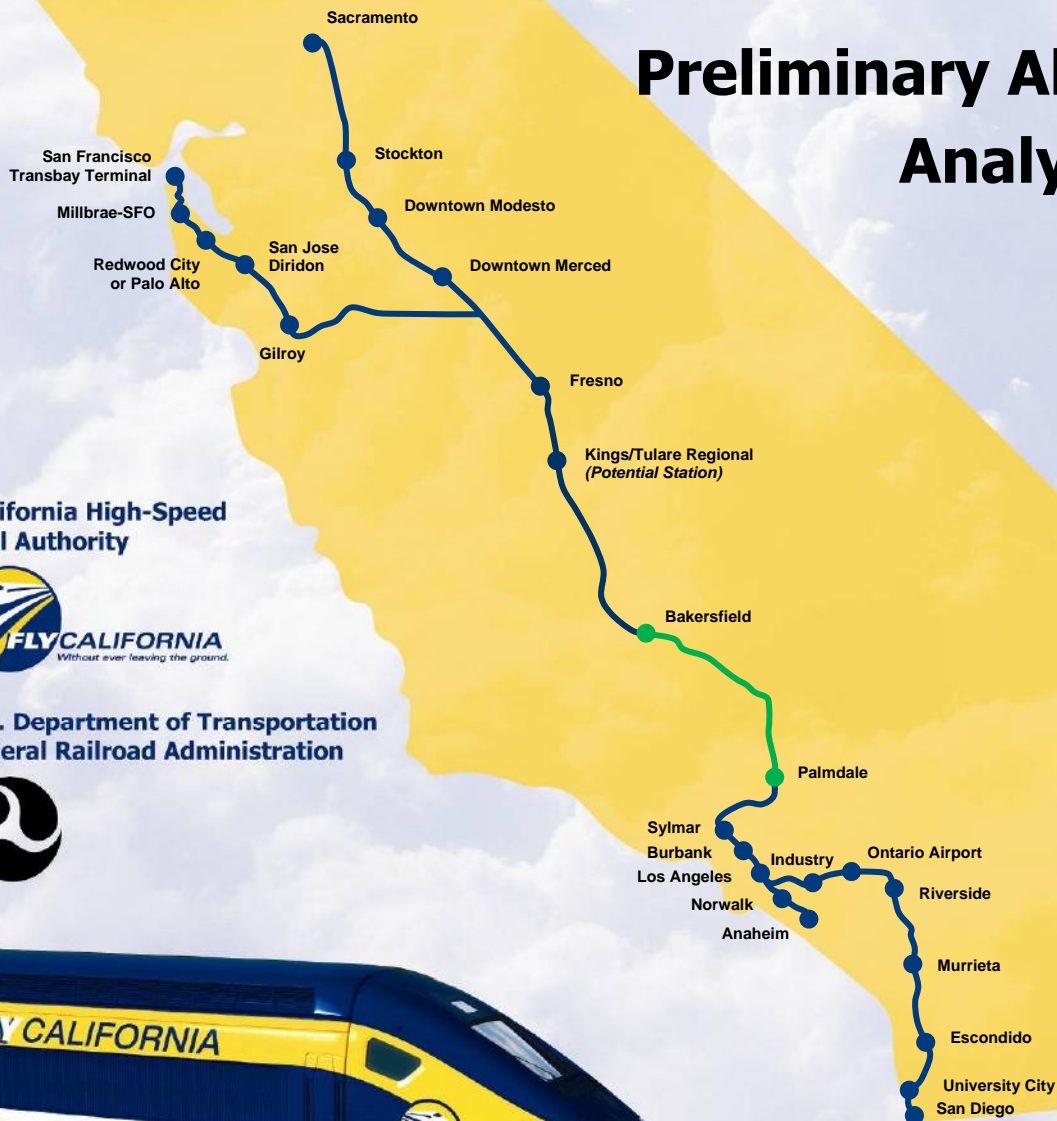 Sacramento
Preliminary Al
Analy
San Francisco
Transbay Terminal
Stockton
Millbrae-SFO
Downtown Modesto
Redwood City
or Palo Alto
San Jose
Diridon
Downtown Merced
Gilroy
Fresno
Kings/Tulare Regional
(Potential Station)
ifornia High-Speed
l Authority
FLYCALIFORNIA
Without ever leaving the ground.
Bakersfield
. Department of Transportation
eral Railroad Administration
Palmdale
Sylmar
Burbank
Los Angeles
Industry
Ontario Airport
Norwalk
Riverside
Anaheim
Murrieta
Y CALIFORNIA
Escondido
University City
San Diego